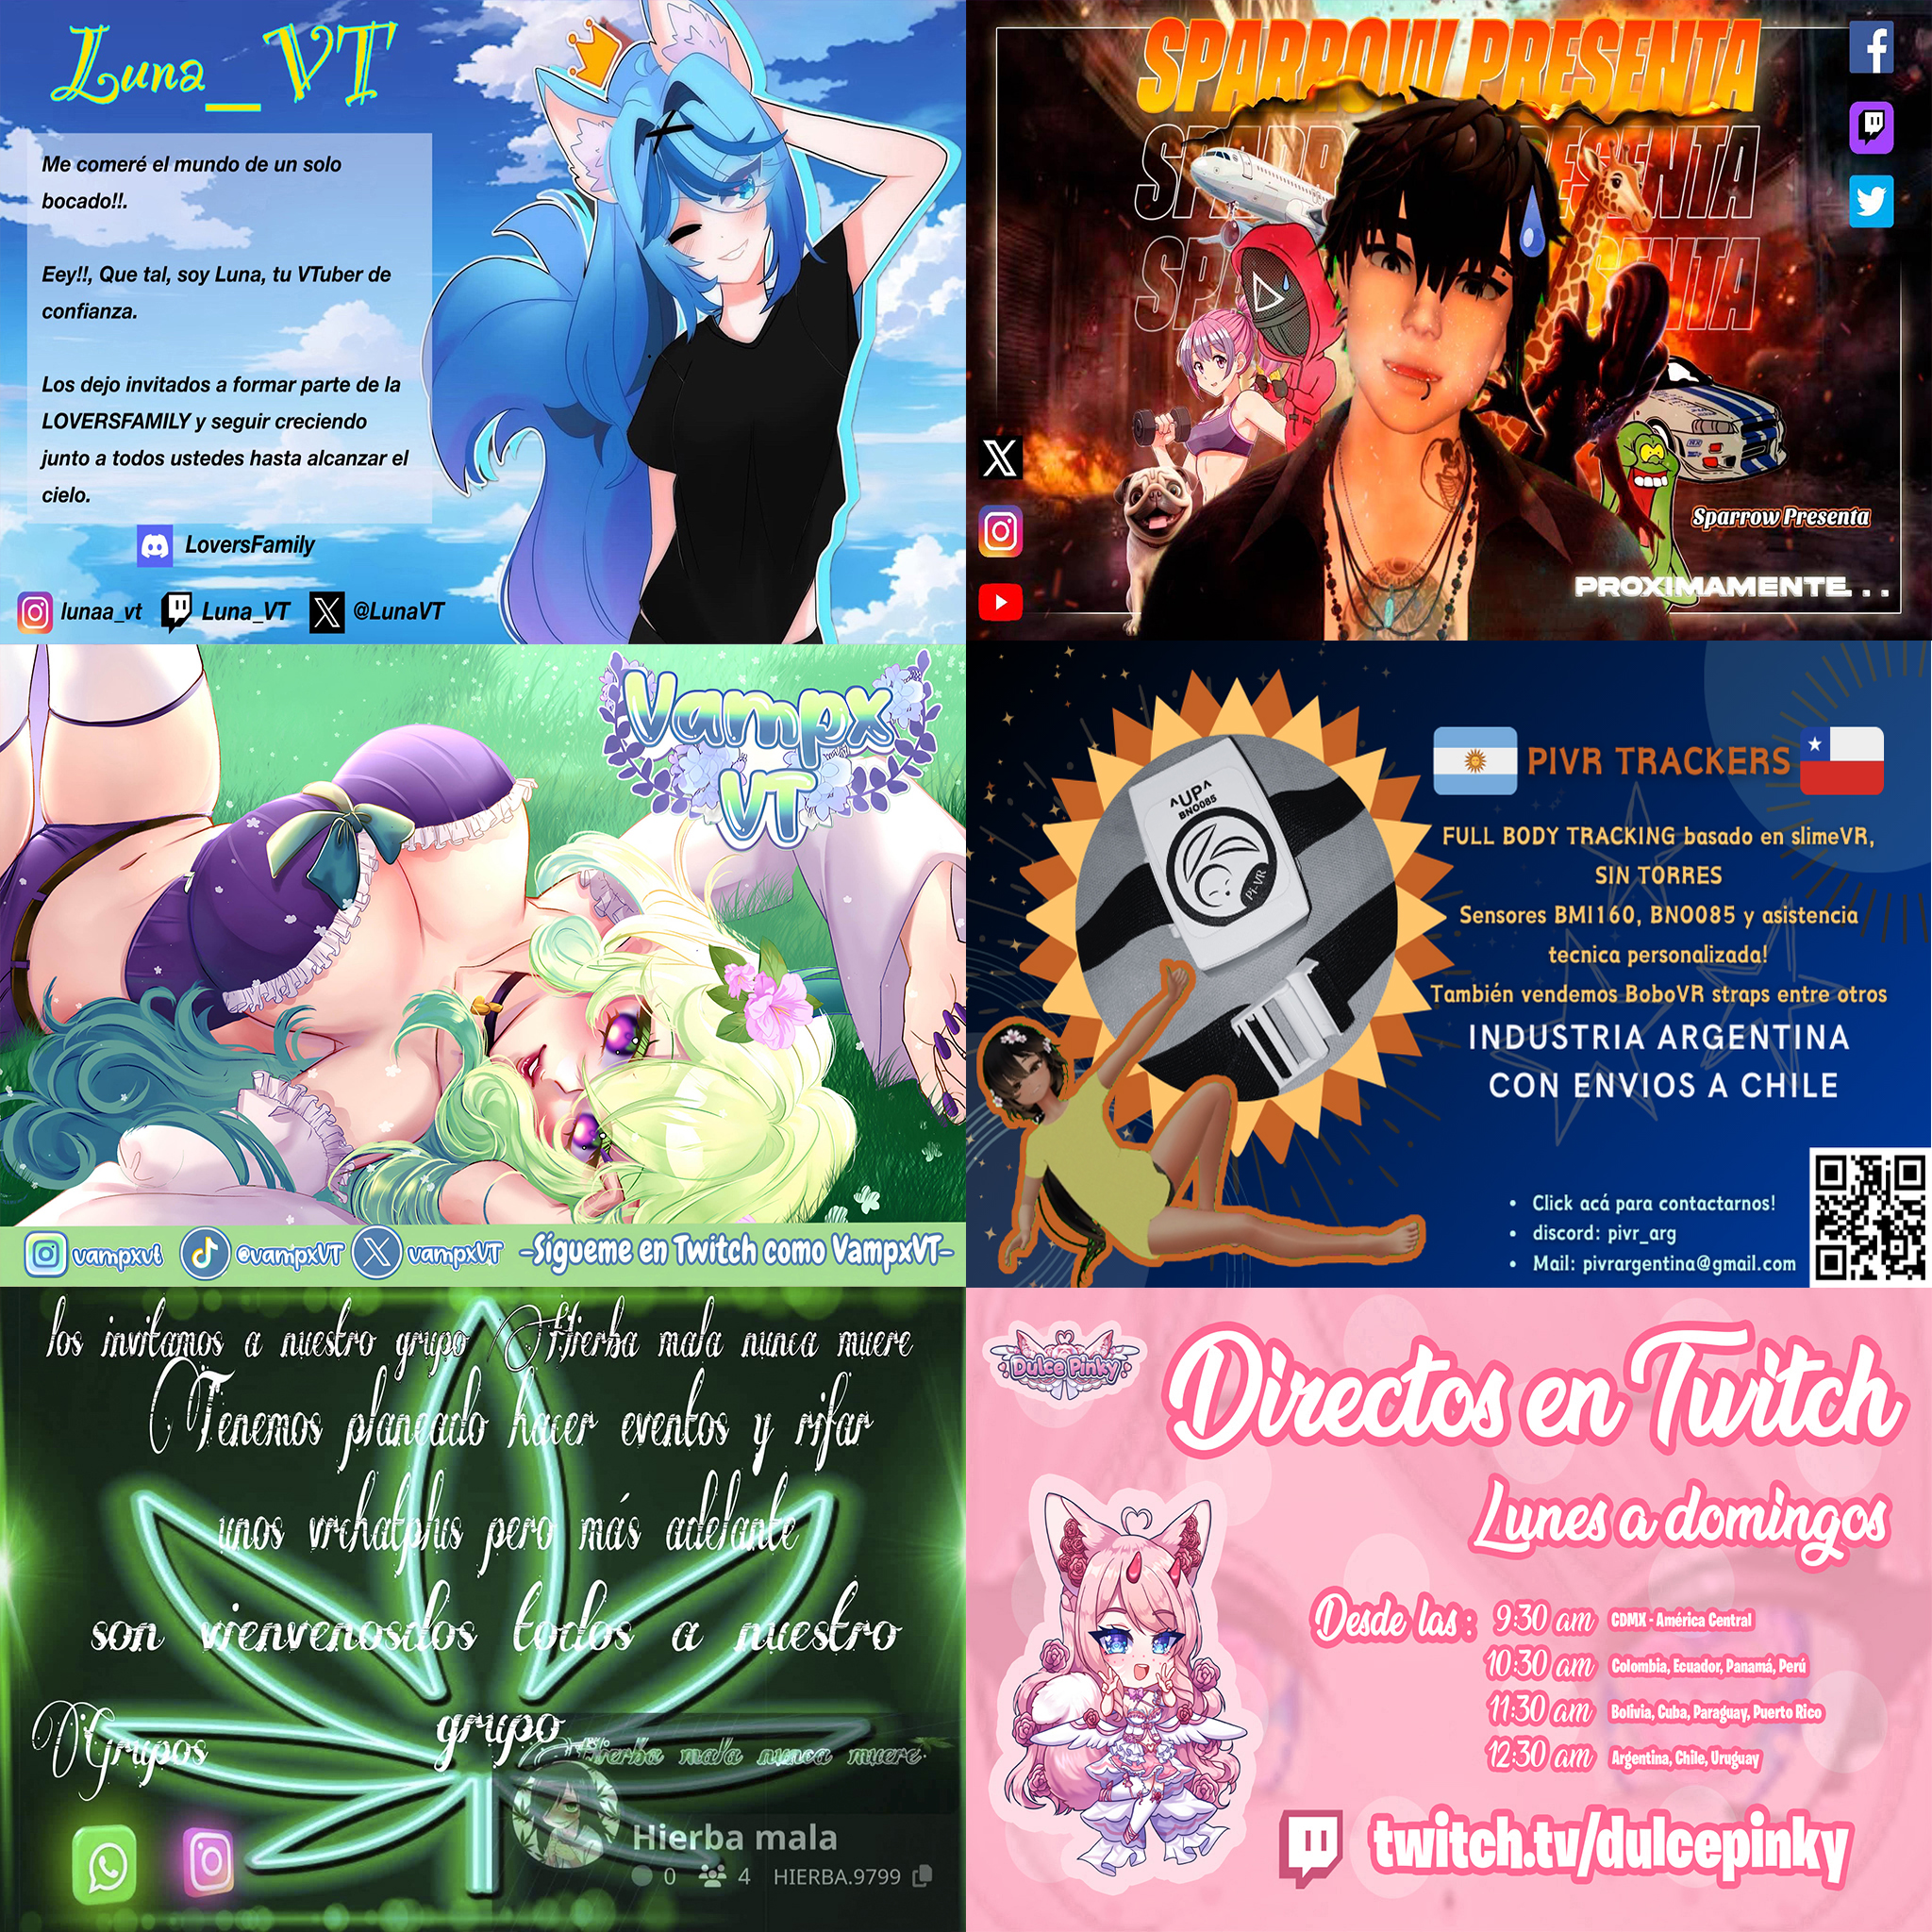 Luna_VT
Me comeré el mundo de un solo
bocado!!.
Eey!!, Que tal, soy Luna, tu VTuber de
confianza.
Los dejo invitados a formar parte de la
LOVERSFAMILY y seguir creciendo
junto a todos ustedes hasta alcanzar el
cielo.
LoversFamily
lunaa_vt Luna_VT @LunaVT
SPARROW PRESENTA
SPARROW PRESENTA
SPARROW PRESENTA
Sparrow Presenta
PROXIMAMENTE...
Vampx
VT
vampxvt @vampxVT vampxVT -Sígueme en Twitch como VampxVT-
PIVR TRACKERS
^UP^
BNO085
Pi-VR
FULL BODY TRACKING basado en slimeVR,
SIN TORRES
Sensores BMI160, BNO085 y asistencia
tecnica personalizada!
También vendemos BoboVR straps entre otros
INDUSTRIA ARGENTINA
CON ENVIOS A CHILE
• Click acá para contactarnos!
• discord: pivr_arg
• Mail: pivrargentina@gmail.com
los invitamos a nuestro grupo Hierba mala nunca muere
Tenemos planeado hacer eventos y rifar
unos vrchatplus pero más adelante
son vienvenosdos todos a nuestro
grupo
Grupos
Hierba mala nunca muere
Hierba mala
0 4 HIERBA.9799
Dulce Pinky
Directos en Twitch
Lunes a domingos
Desde las: 9:30 am CDMX - América Central
10:30 am Colombia, Ecuador, Panamá, Perú
11:30 am Bolivia, Cuba, Paraguay, Puerto Rico
12:30 am Argentina, Chile, Uruguay
twitch.tv/dulcepinky